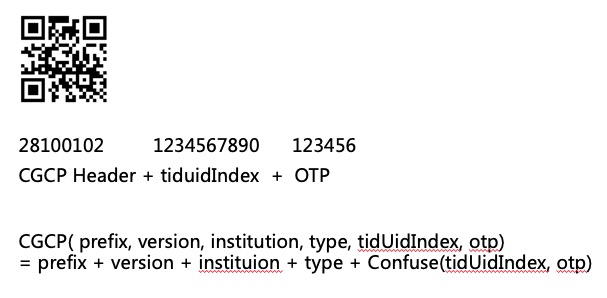 28100102 1234567890 123456
CGCP Header + tiduidIndex + OTP
CGCP( prefix, version, institution, type, tidUidIndex, otp)
= prefix + version + instituion + type + Confuse(tidUidIndex, otp)